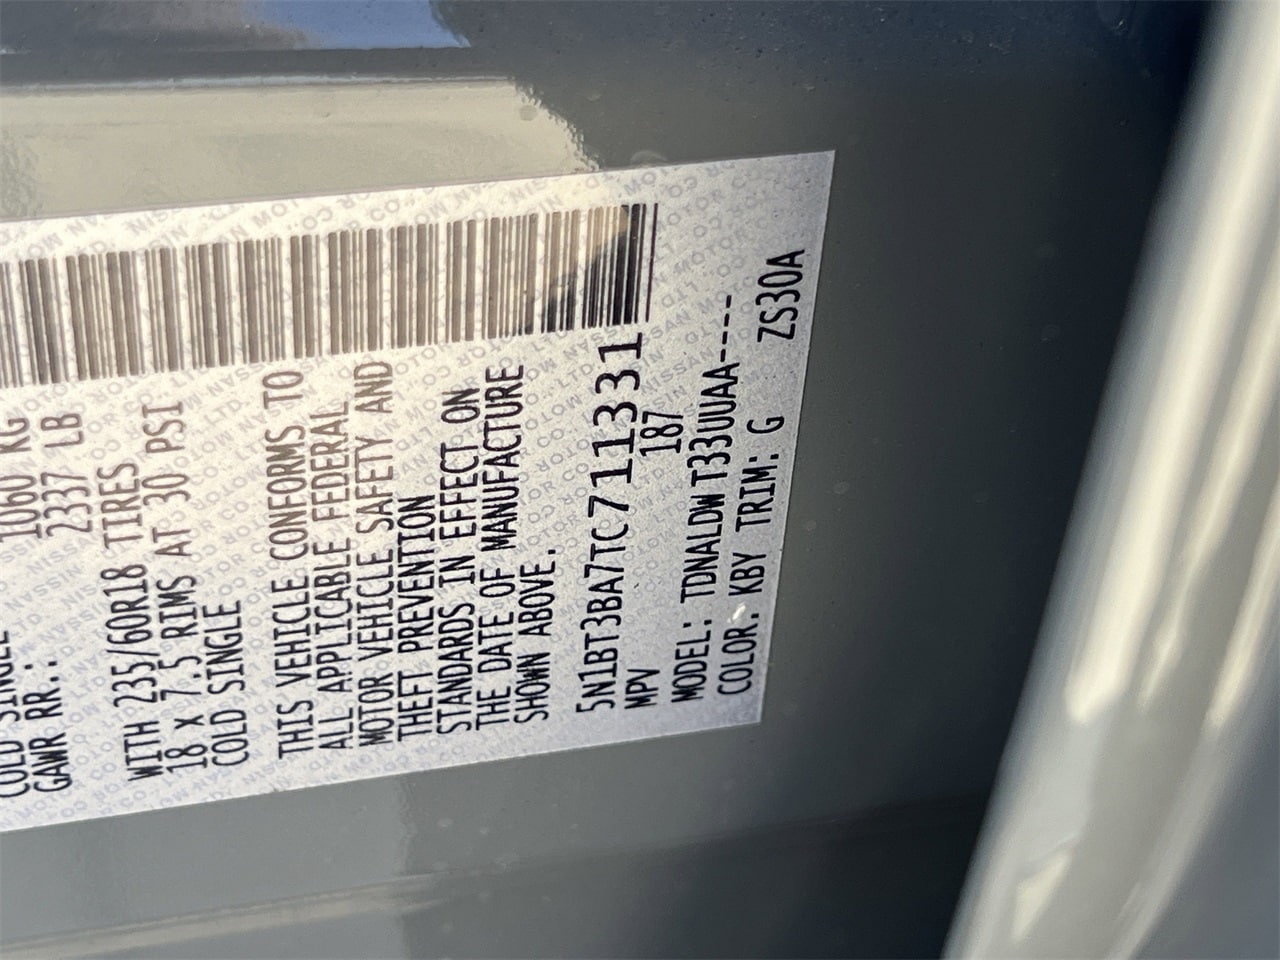 1060 KG
COLD SINGLE
GAWR RR.: 2337 LB
WITH 235/60R18 TIRES
18 x 7.5 RIMS AT 30 PSI
COLD SINGLE
THIS VEHICLE CONFORMS TO
ALL APPLICABLE FEDERAL
MOTOR VEHICLE SAFETY AND
THEFT PREVENTION
STANDARDS IN EFFECT ON
THE DATE OF MANUFACTURE
SHOWN ABOVE.
5N1BT3BA7TC711331
MPV 187
MODEL: TDNALDW T33UUAA----
COLOR: KBY TRIM: G ZS30A